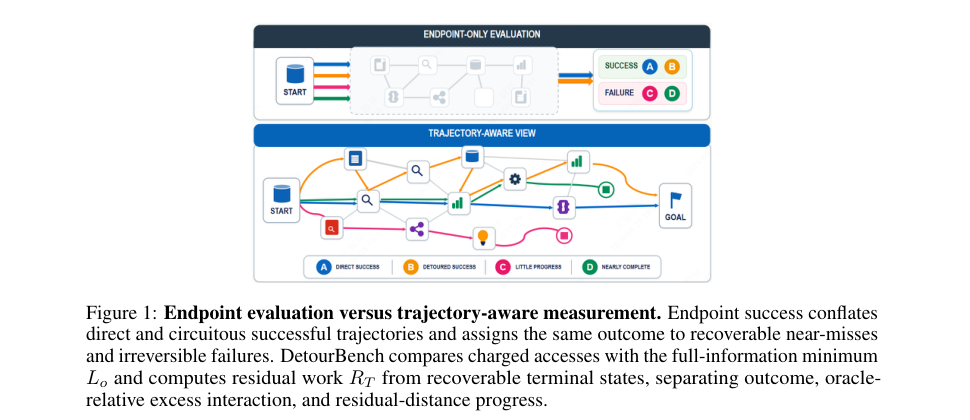 ENDPOINT-ONLY EVALUATION
START
SUCCESS A B
FAILURE C D
TRAJECTORY-AWARE VIEW
START
GOAL
A DIRECT SUCCESS B DETOURED SUCCESS C LITTLE PROGRESS D NEARLY COMPLETE
Figure 1: Endpoint evaluation versus trajectory-aware measurement. Endpoint success conflates
direct and circuitous successful trajectories and assigns the same outcome to recoverable near-misses
and irreversible failures. DetourBench compares charged accesses with the full-information minimum
Lₒ and computes residual work R_T from recoverable terminal states, separating outcome, oracle-
relative excess interaction, and residual-distance progress.